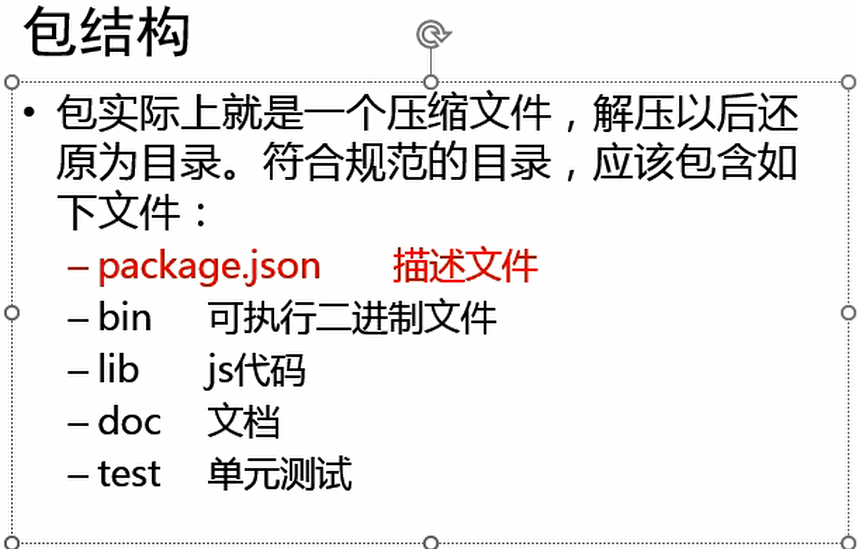 包结构
• 包实际上就是一个压缩文件，解压以后还
原为目录。符合规范的目录，应该包含如
下文件：
– package.json 描述文件
– bin 可执行二进制文件
– lib js代码
– doc 文档
– test 单元测试